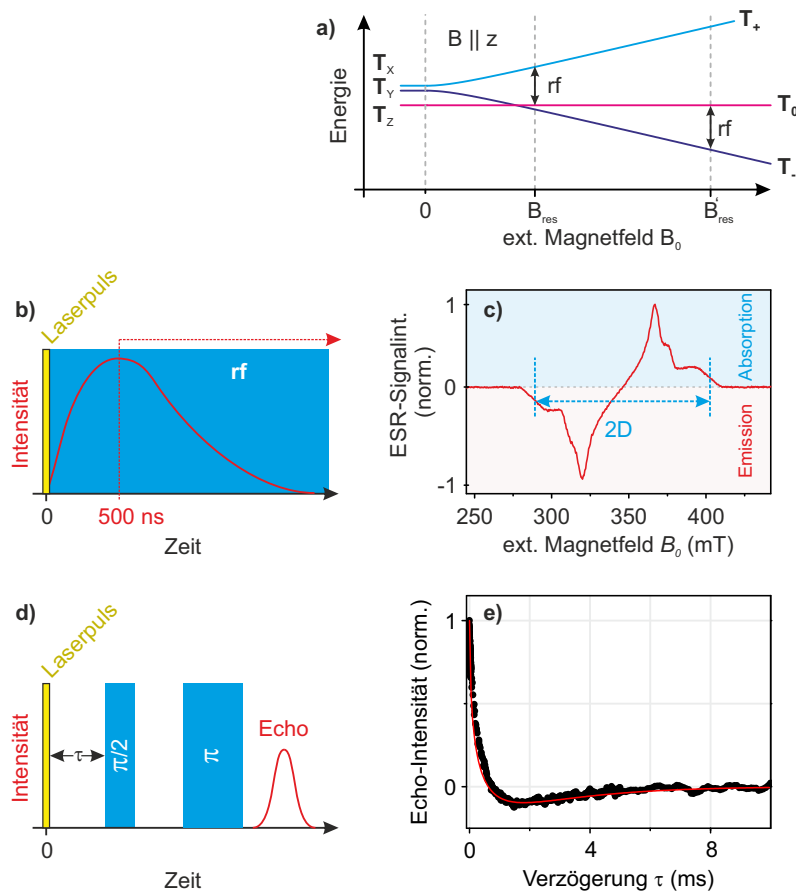 a)
B || z
T+
TX
TY
TZ
rf
rf
T0
T-
Energie
0
Bres
B'res
ext. Magnetfeld B0
b)
Laserpuls
rf
Intensität
0
500 ns
Zeit
c)
ESR-Signalint.
(norm.)
1
0
-1
2D
Absorption
Emission
250
300
350
400
ext. Magnetfeld B0 (mT)
d)
Laserpuls
Intensität
τ
π/2
π
Echo
0
Zeit
e)
Echo-Intensität (norm.)
1
0
0
4
8
Verzögerung τ (ms)